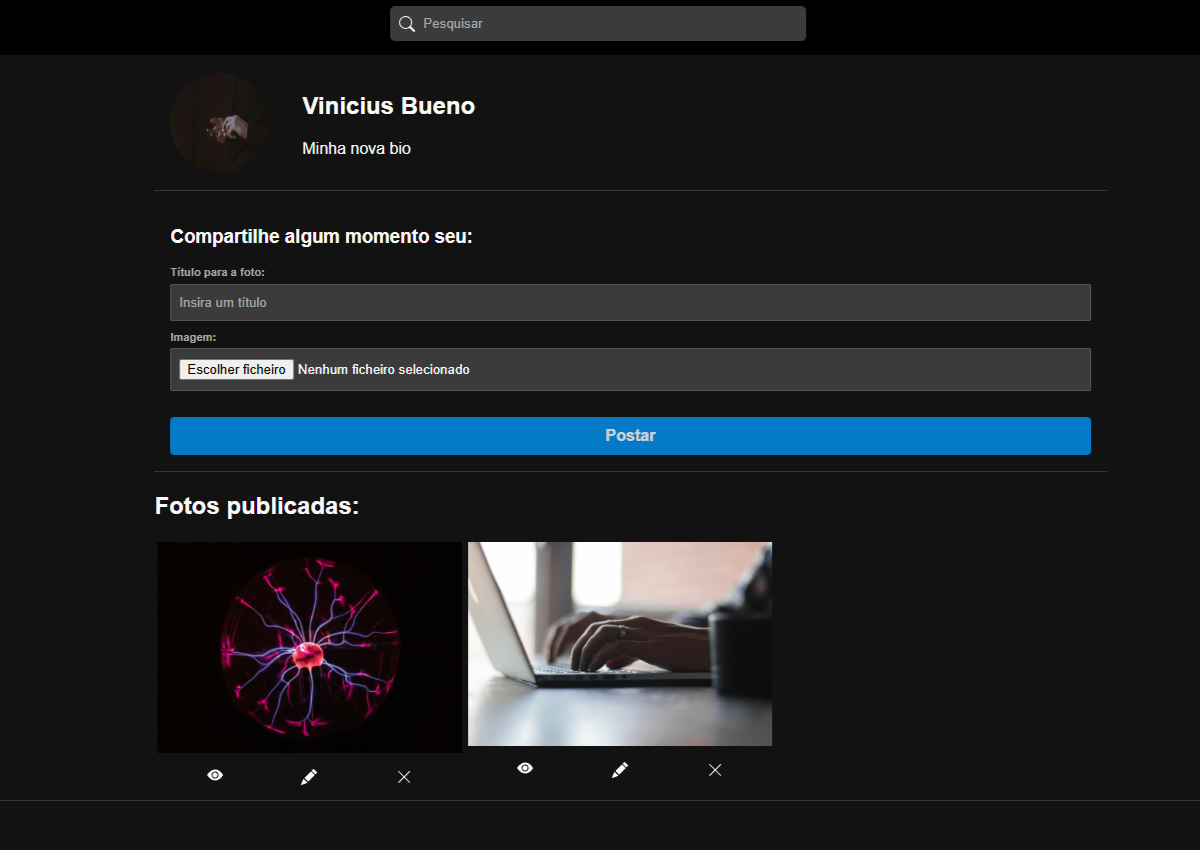 Pesquisar
Vinicius Bueno
Minha nova bio
Compartilhe algum momento seu:
Título para a foto:
Insira um título
Imagem:
Escolher ficheiro Nenhum ficheiro selecionado
Postar
Fotos publicadas: